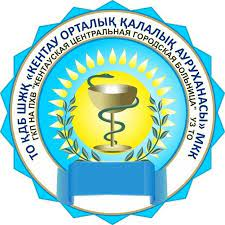 ТО ҚДБ ШЖҚ «КЕНТАУ ОРТАЛЫҚ ҚАЛАЛЫҚ АУРУХАНАСЫ» МКК
ГКП НА ПХВ "КЕНТАУСКАЯ ЦЕНТРАЛЬНАЯ ГОРОДСКАЯ БОЛЬНИЦА" УЗ ТО